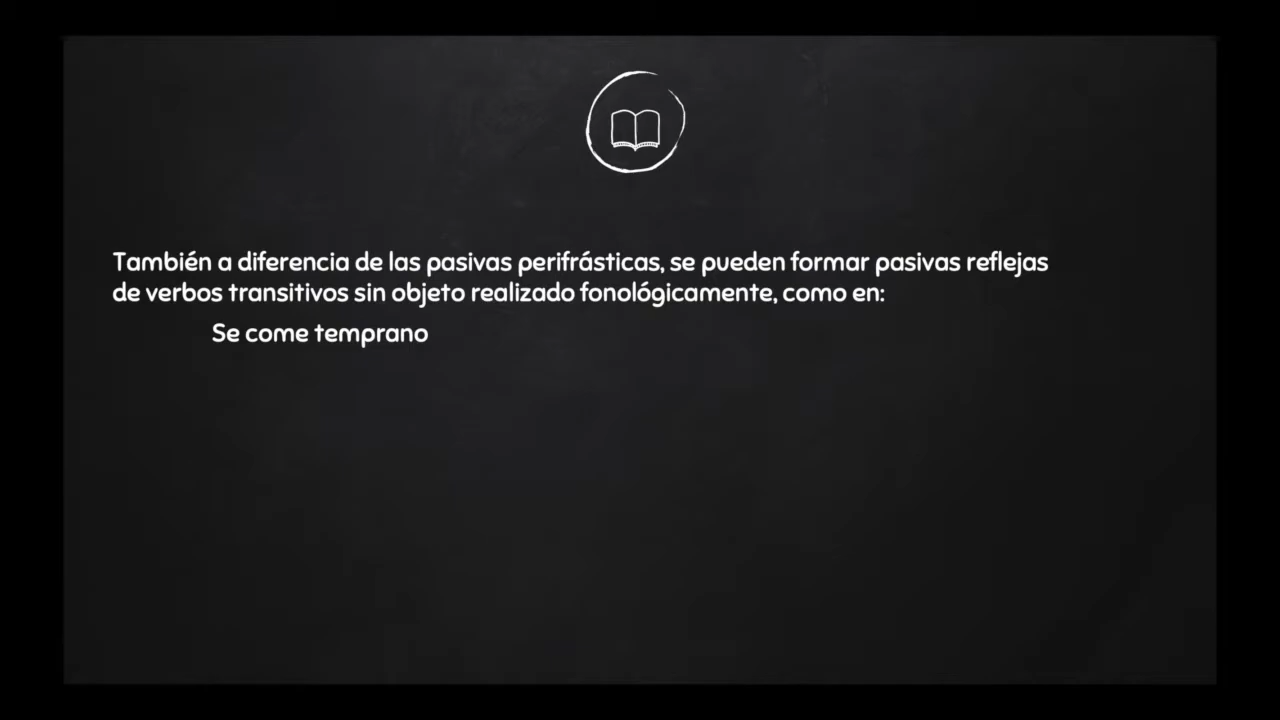 También a diferencia de las pasivas perifrásticas, se pueden formar pasivas reflejas
de verbos transitivos sin objeto realizado fonológicamente, como en:
Se come temprano